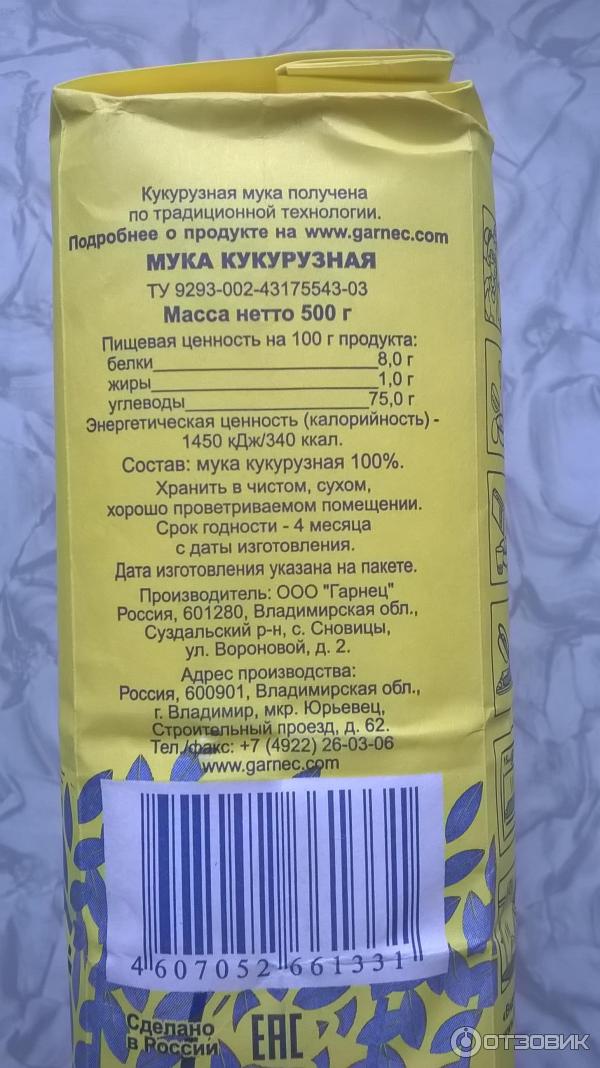 Кукурузная мука получена
по традиционной технологии.
Подробнее о продукте на www.garnec.com
МУКА КУКУРУЗНАЯ
ТУ 9293-002-43175543-03
Масса нетто 500 г
Пищевая ценность на 100 г продукта:
белки 8,0 г
жиры 1,0 г
углеводы 75,0 г
Энергетическая ценность (калорийность) -
1450 кДж/340 ккал.
Состав: мука кукурузная 100%.
Хранить в чистом, сухом,
хорошо проветриваемом помещении.
Срок годности - 4 месяца
с даты изготовления.
Дата изготовления указана на пакете.
Производитель: ООО "Гарнец"
Россия, 601280, Владимирская обл.,
Суздальский р-н, с. Сновицы,
ул. Вороновой, д. 2.
Адрес производства:
Россия, 600901, Владимирская обл.,
г. Владимир, мкр. Юрьевец,
Строительный проезд, д. 62.
Тел./факс: +7 (4922) 26-03-06
www.garnec.com
4 607052 661331
Сделано
в России
EAC
ОТЗОВИК